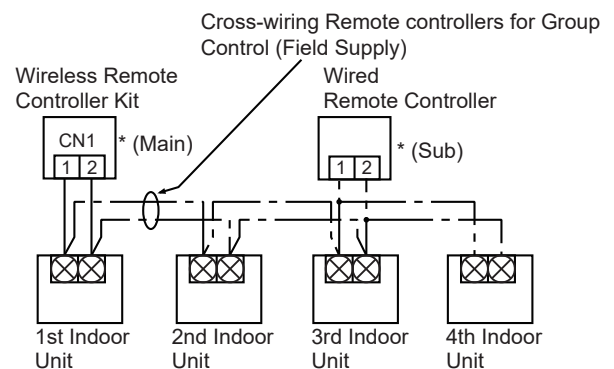 Cross-wiring Remote controllers for Group
Control (Field Supply)
Wireless Remote
Controller Kit
Wired
Remote Controller
CN1
* (Main)
1 2
* (Sub)
1 2
1st Indoor
Unit
2nd Indoor
Unit
3rd Indoor
Unit
4th Indoor
Unit